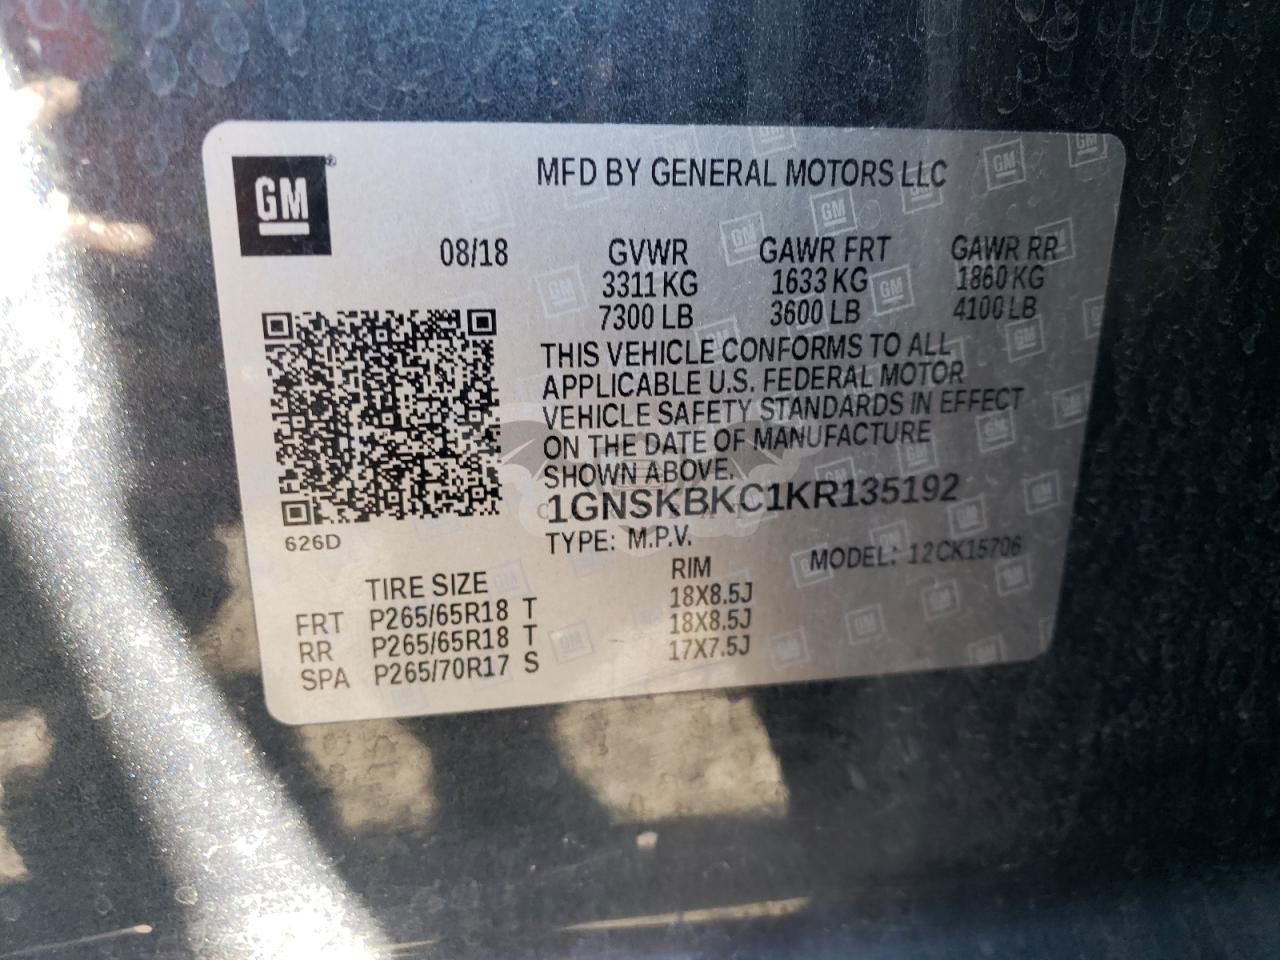 GM
MFD BY GENERAL MOTORS LLC
08/18 GVWR GAWR FRT GAWR RR
3311 KG 1633 KG 1860 KG
7300 LB 3600 LB 4100 LB
THIS VEHICLE CONFORMS TO ALL
APPLICABLE U.S. FEDERAL MOTOR
VEHICLE SAFETY STANDARDS IN EFFECT
ON THE DATE OF MANUFACTURE
SHOWN ABOVE.
1GNSKBKC1KR135192
626D
TYPE: M.P.V. MODEL: 12CK15706
TIRE SIZE RIM
FRT P265/65R18 T 18X8.5J
RR P265/65R18 T 18X8.5J
SPA P265/70R17 S 17X7.5J